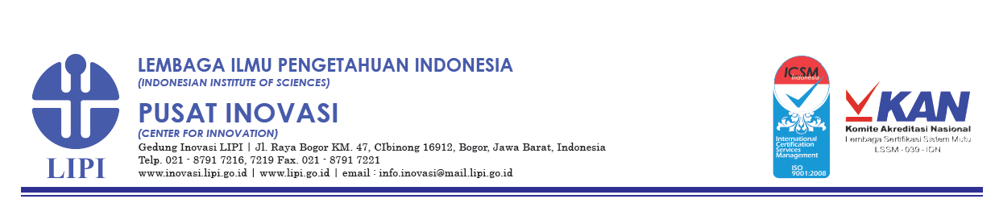 LEMBAGA ILMU PENGETAHUAN INDONESIA
(INDONESIAN INSTITUTE OF SCIENCES)
PUSAT INOVASI
(CENTER FOR INNOVATION)
Gedung Inovasi LIPI | Jl. Raya Bogor KM. 47, CIbinong 16912, Bogor, Jawa Barat, Indonesia
Telp. 021 - 8791 7216, 7219 Fax. 021 - 8791 7221
www.inovasi.lipi.go.id | www.lipi.go.id | email : info.inovasi@mail.lipi.go.id
LIPI
ICSM
indonesia
International
Certification
Services
Management
ISO
9001:2008
KAN
Komite Akreditasi Nasional
Lembaga Sertifikasi Sistem Mutu
LSSM - 039 - IDN